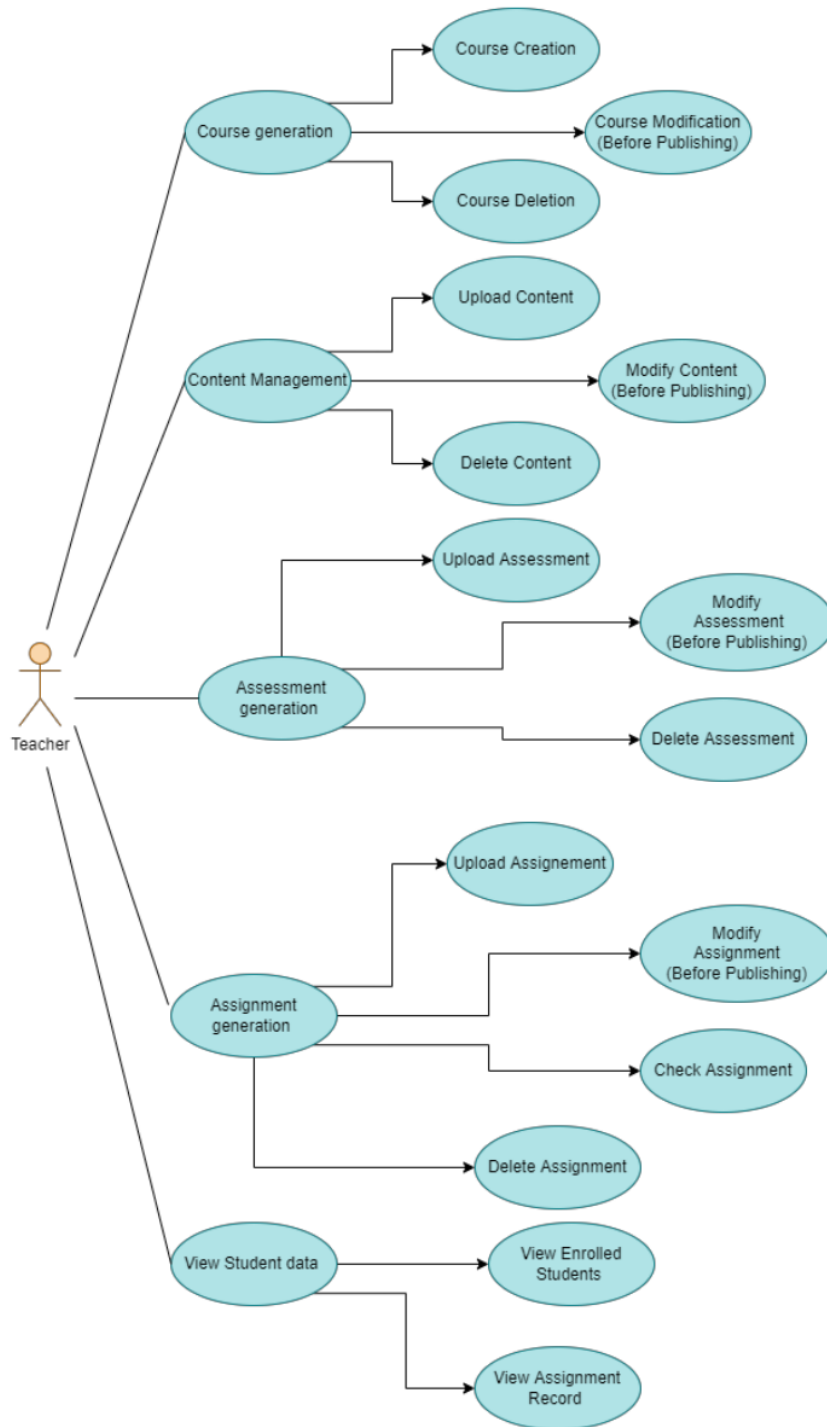 Course Creation
Course generation
Course Modification
(Before Publishing)
Course Deletion
Upload Content
Content Management
Modify Content
(Before Publishing)
Delete Content
Upload Assessment
Modify
Assessment
(Before Publishing)
Assessment
generation
Delete Assessment
Teacher
Upload Assignement
Modify
Assignment
(Before Publishing)
Assignment
generation
Check Assignment
Delete Assignment
View Student data
View Enrolled
Students
View Assignment
Record